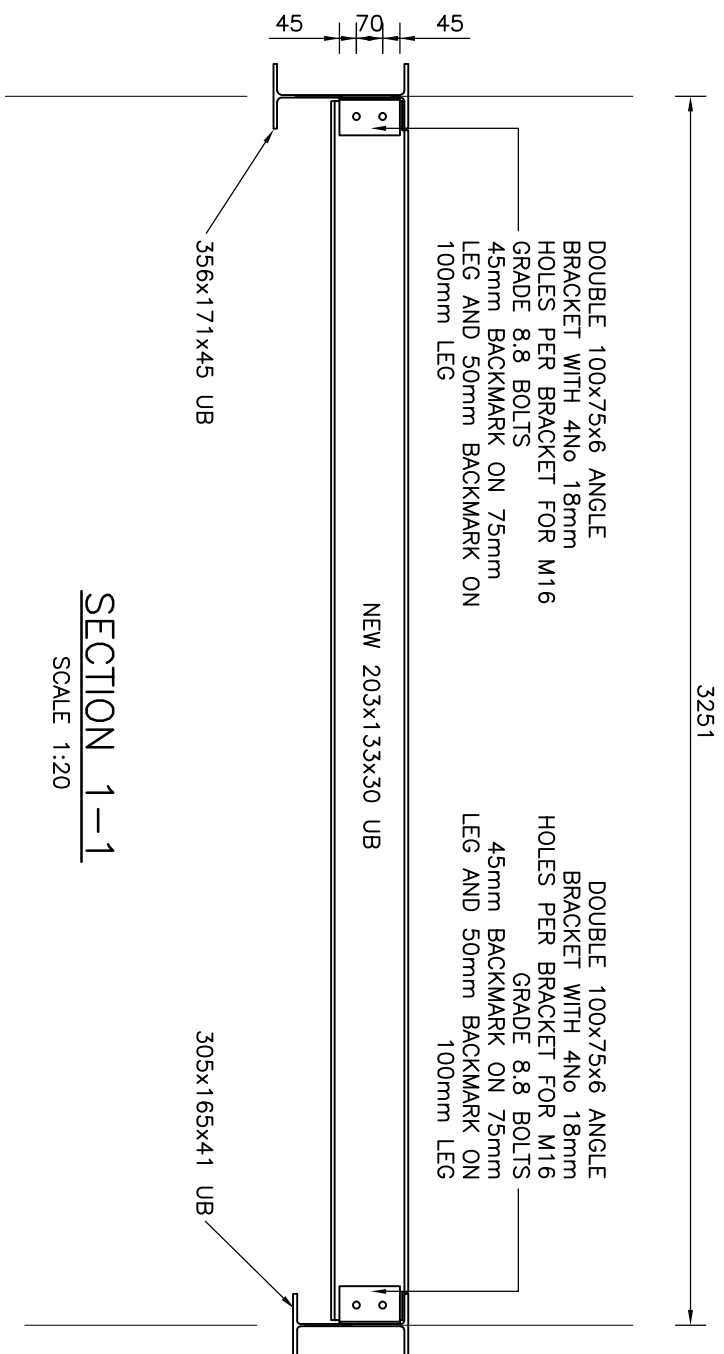 3251
DOUBLE 100x75x6 ANGLE
BRACKET WITH 4No 18mm
HOLES PER BRACKET FOR M16
GRADE 8.8 BOLTS
45mm BACKMARK ON 75mm
LEG AND 50mm BACKMARK ON
100mm LEG
DOUBLE 100x75x6 ANGLE
BRACKET WITH 4No 18mm
HOLES PER BRACKET FOR M16
GRADE 8.8 BOLTS
45mm BACKMARK ON 75mm
LEG AND 50mm BACKMARK ON
100mm LEG
45
70
45
NEW 203x133x30 UB
356x171x45 UB
305x165x41 UB
SECTION 1-1
SCALE 1:20